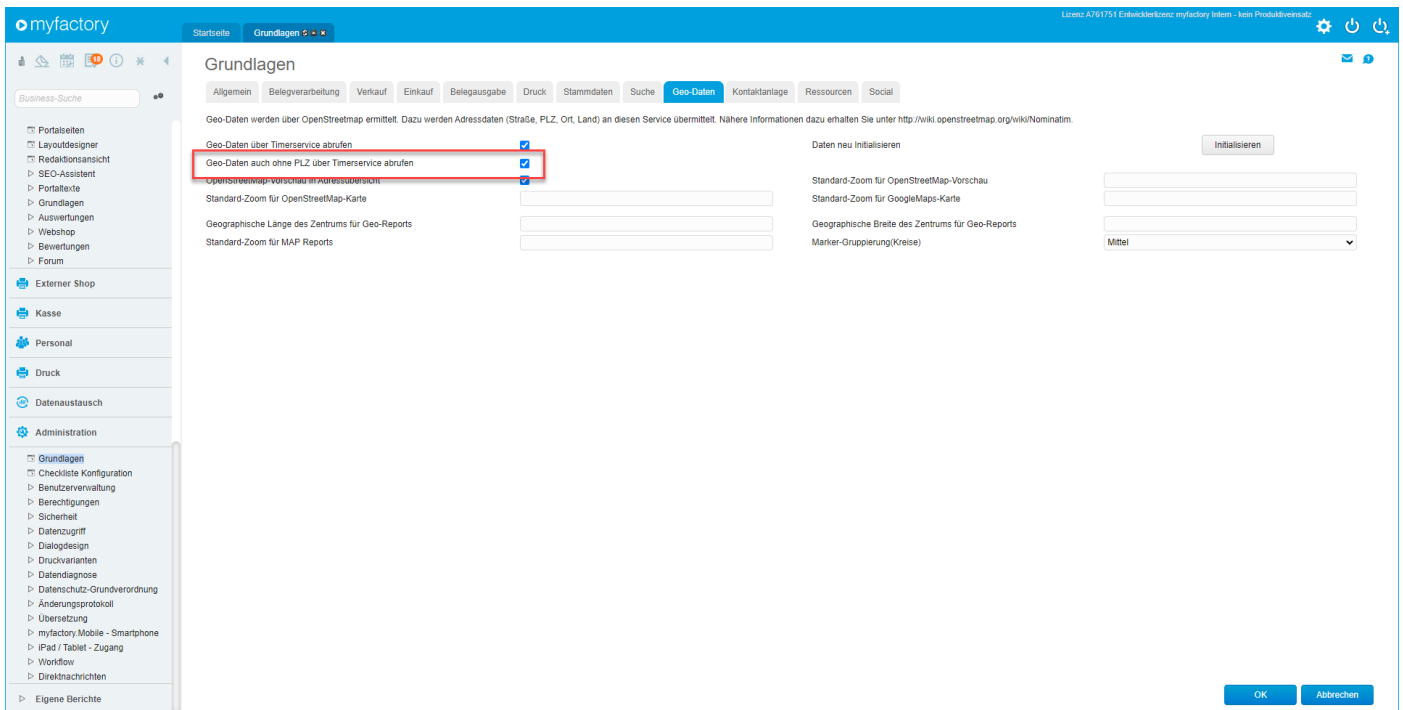 Lizenz A761751 Entwicklerlizenz myfactory Intern - kein Produktiveinsatz
myfactory
Startseite Grundlagen
18
Grundlagen
Business-Suche
Allgemein Belegverarbeitung Verkauf Einkauf Belegausgabe Druck Stammdaten Suche Geo-Daten Kontaktanlage Ressourcen Social
Geo-Daten werden über OpenStreetmap ermittelt. Dazu werden Adressdaten (Straße, PLZ, Ort, Land) an diesen Service übermittelt. Nähere Informationen dazu erhalten Sie unter http://wiki.openstreetmap.org/wiki/Nominatim.
Geo-Daten über Timerservice abrufen
Daten neu Initialisieren Initialisieren
Geo-Daten auch ohne PLZ über Timerservice abrufen
OpenStreetMap-Vorschau in Adressübersicht
Standard-Zoom für OpenStreetMap-Vorschau
Standard-Zoom für OpenStreetMap-Karte
Standard-Zoom für GoogleMaps-Karte
Geographische Länge des Zentrums für Geo-Reports
Geographische Breite des Zentrums für Geo-Reports
Standard-Zoom für MAP Reports
Marker-Gruppierung(Kreise) Mittel
Portalseiten
Layoutdesigner
Redaktionsansicht
SEO-Assistent
Portaltexte
Grundlagen
Auswertungen
Webshop
Bewertungen
Forum
Externer Shop
Kasse
Personal
Druck
Datenaustausch
Administration
Grundlagen
Checkliste Konfiguration
Benutzerverwaltung
Berechtigungen
Sicherheit
Datenzugriff
Dialogdesign
Druckvarianten
Datendiagnose
Datenschutz-Grundverordnung
Änderungsprotokoll
Übersetzung
myfactory.Mobile - Smartphone
iPad / Tablet - Zugang
Workflow
Direktnachrichten
Eigene Berichte
OK Abbrechen